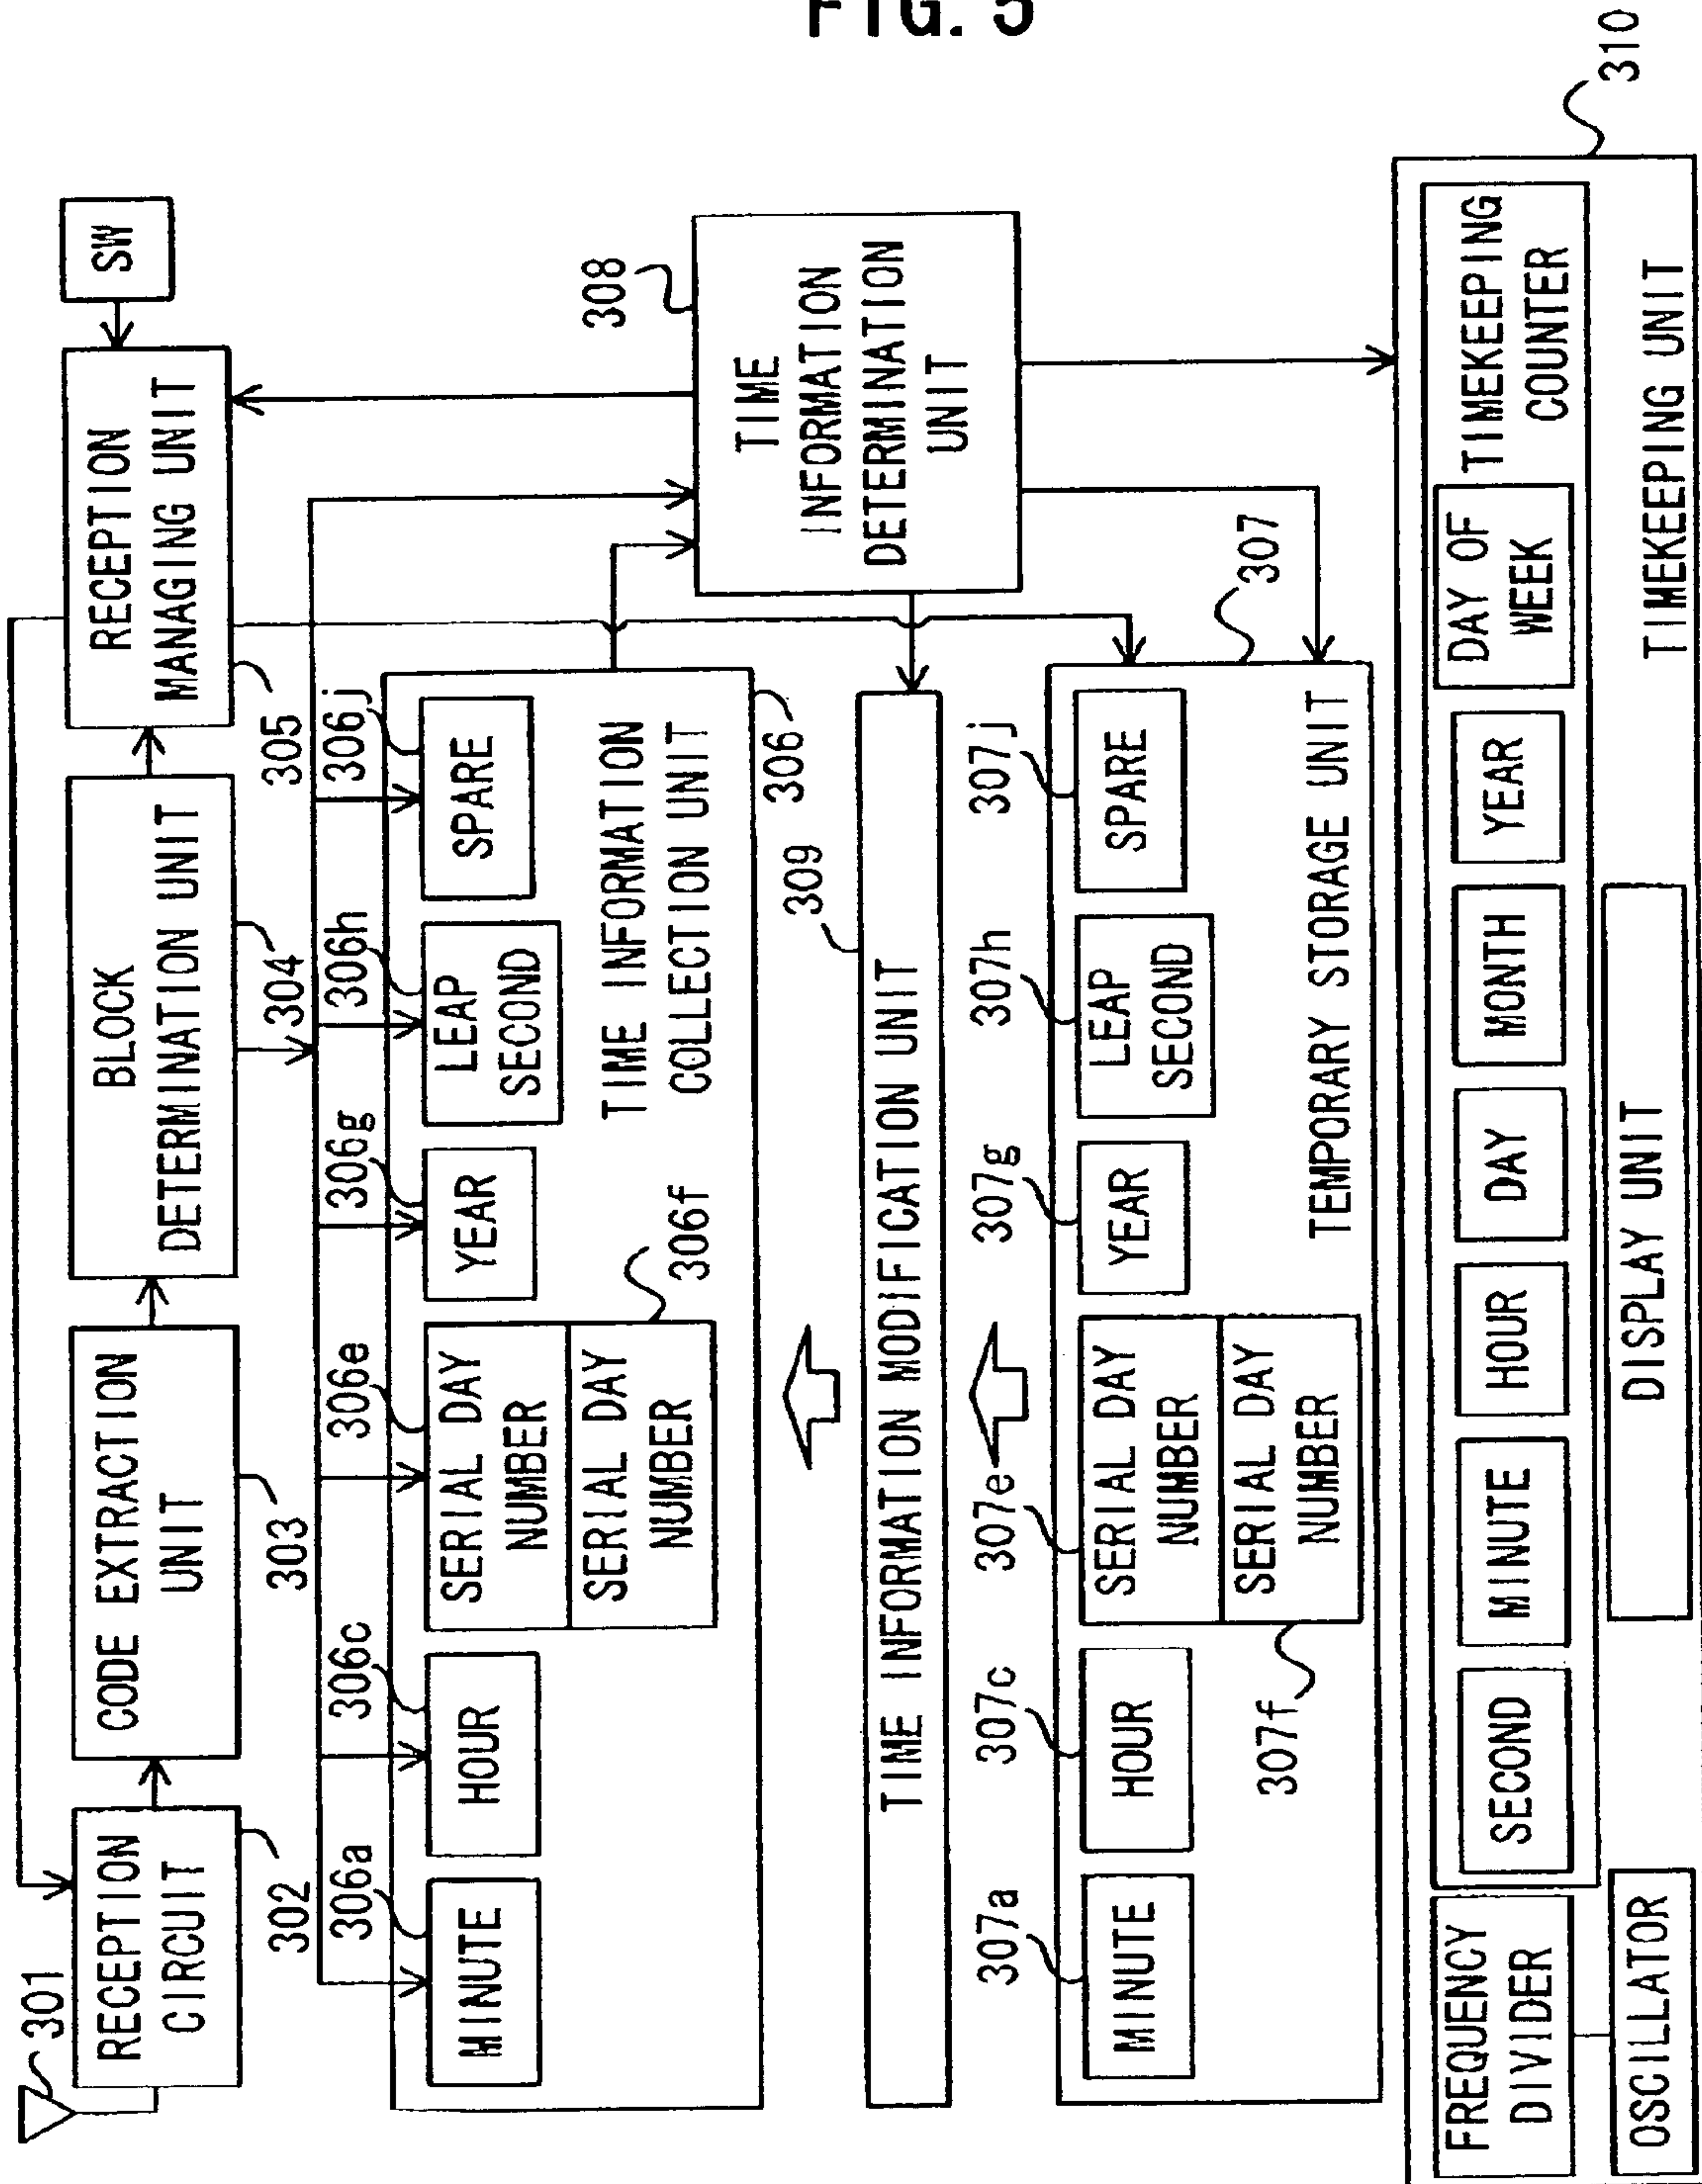 FIG. 5
301
RECEPTION
CIRCUIT
302
CODE EXTRACTION
UNIT
303
BLOCK
DETERMINATION UNIT
304
RECEPTION
MANAGING UNIT
305
SW
306a
306c
306e
306g
306h
306j
MINUTE
HOUR
SERIAL DAY
NUMBER
SERIAL DAY
NUMBER
306f
YEAR
LEAP
SECOND
SPARE
TIME INFORMATION
COLLECTION UNIT
306
308
TIME
INFORMATION
DETERMINATION
UNIT
TIME INFORMATION MODIFICATION UNIT
309
307a
307c
307e
307g
307h
307j
307
MINUTE
HOUR
SERIAL DAY
NUMBER
SERIAL DAY
NUMBER
307f
YEAR
LEAP
SECOND
SPARE
TEMPORARY STORAGE UNIT
FREQUENCY
DIVIDER
SECOND
MINUTE
HOUR
DAY
MONTH
YEAR
DAY OF
WEEK
TIMEKEEPING
COUNTER
OSCILLATOR
DISPLAY UNIT
TIMEKEEPING UNIT
310